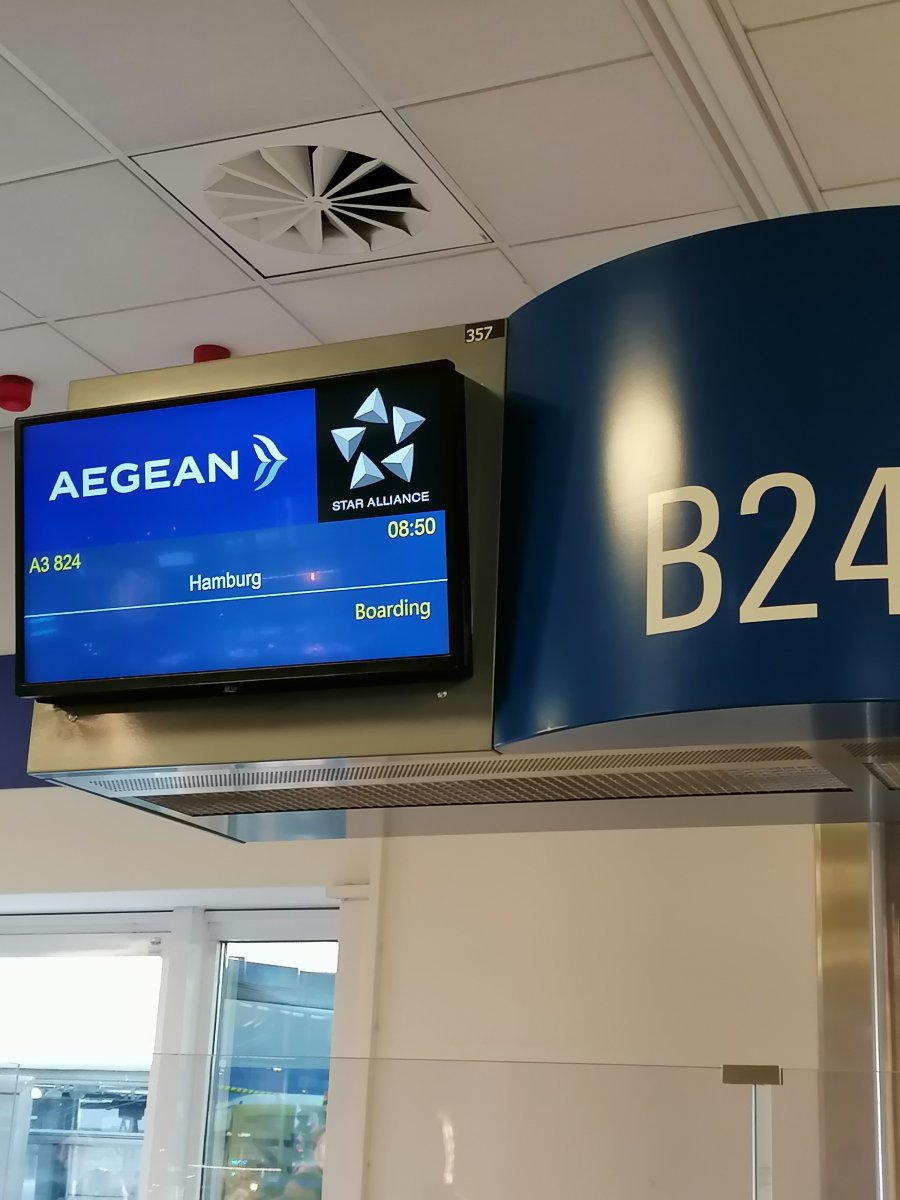 357
AEGEAN
STAR ALLIANCE
08:50
A3 824
Hamburg
Boarding
B24